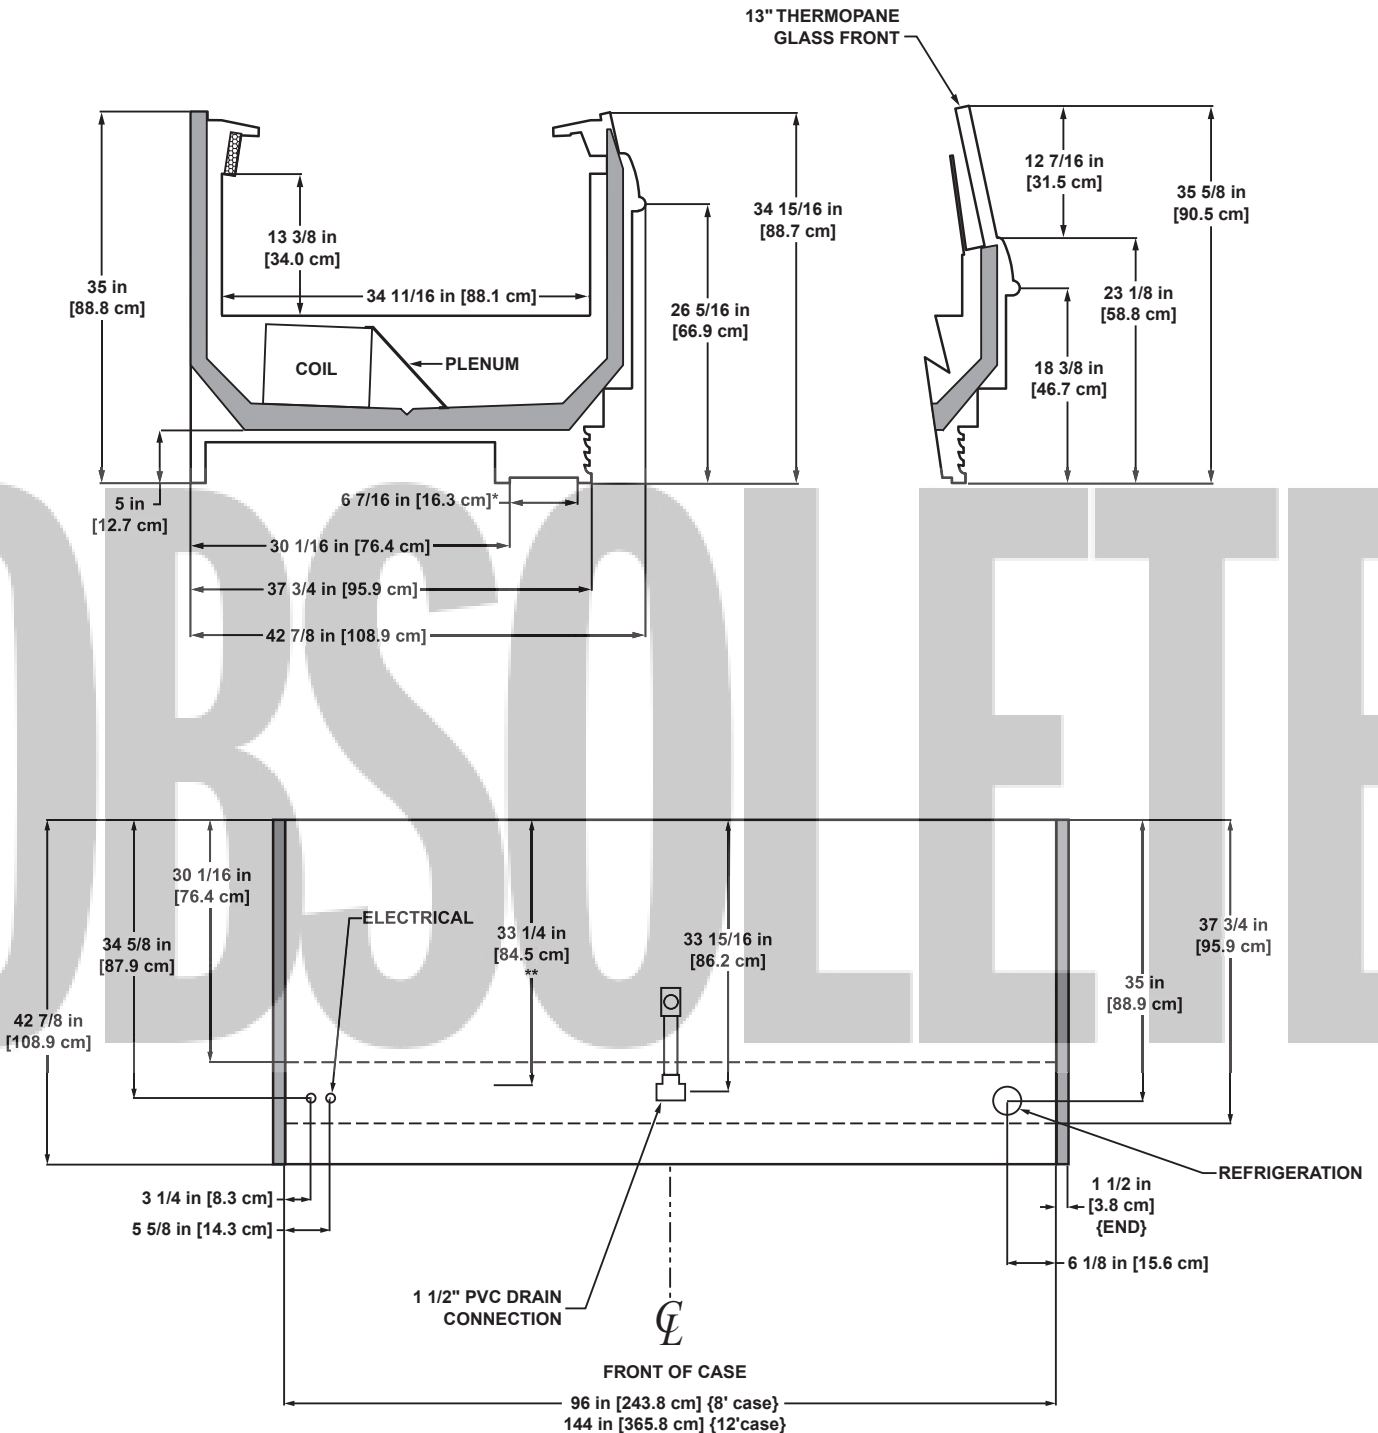 13" THERMOPANE
GLASS FRONT
12 7/16 in
[31.5 cm]
35 5/8 in
[90.5 cm]
34 15/16 in
[88.7 cm]
13 3/8 in
[34.0 cm]
35 in
[88.8 cm]
34 11/16 in [88.1 cm]
26 5/16 in
[66.9 cm]
23 1/8 in
[58.8 cm]
COIL
PLENUM
18 3/8 in
[46.7 cm]
5 in
[12.7 cm]
6 7/16 in [16.3 cm]*
30 1/16 in [76.4 cm]
37 3/4 in [95.9 cm]
42 7/8 in [108.9 cm]
OBSOLETE
30 1/16 in
[76.4 cm]
ELECTRICAL
34 5/8 in
[87.9 cm]
33 1/4 in
[84.5 cm]
**
33 15/16 in
[86.2 cm]
37 3/4 in
[95.9 cm]
35 in
[88.9 cm]
42 7/8 in
[108.9 cm]
REFRIGERATION
3 1/4 in [8.3 cm]
5 5/8 in [14.3 cm]
1 1/2 in
[3.8 cm]
{END}
6 1/8 in [15.6 cm]
1 1/2" PVC DRAIN
CONNECTION
CL
FRONT OF CASE
96 in [243.8 cm] {8' case}
144 in [365.8 cm] {12'case}